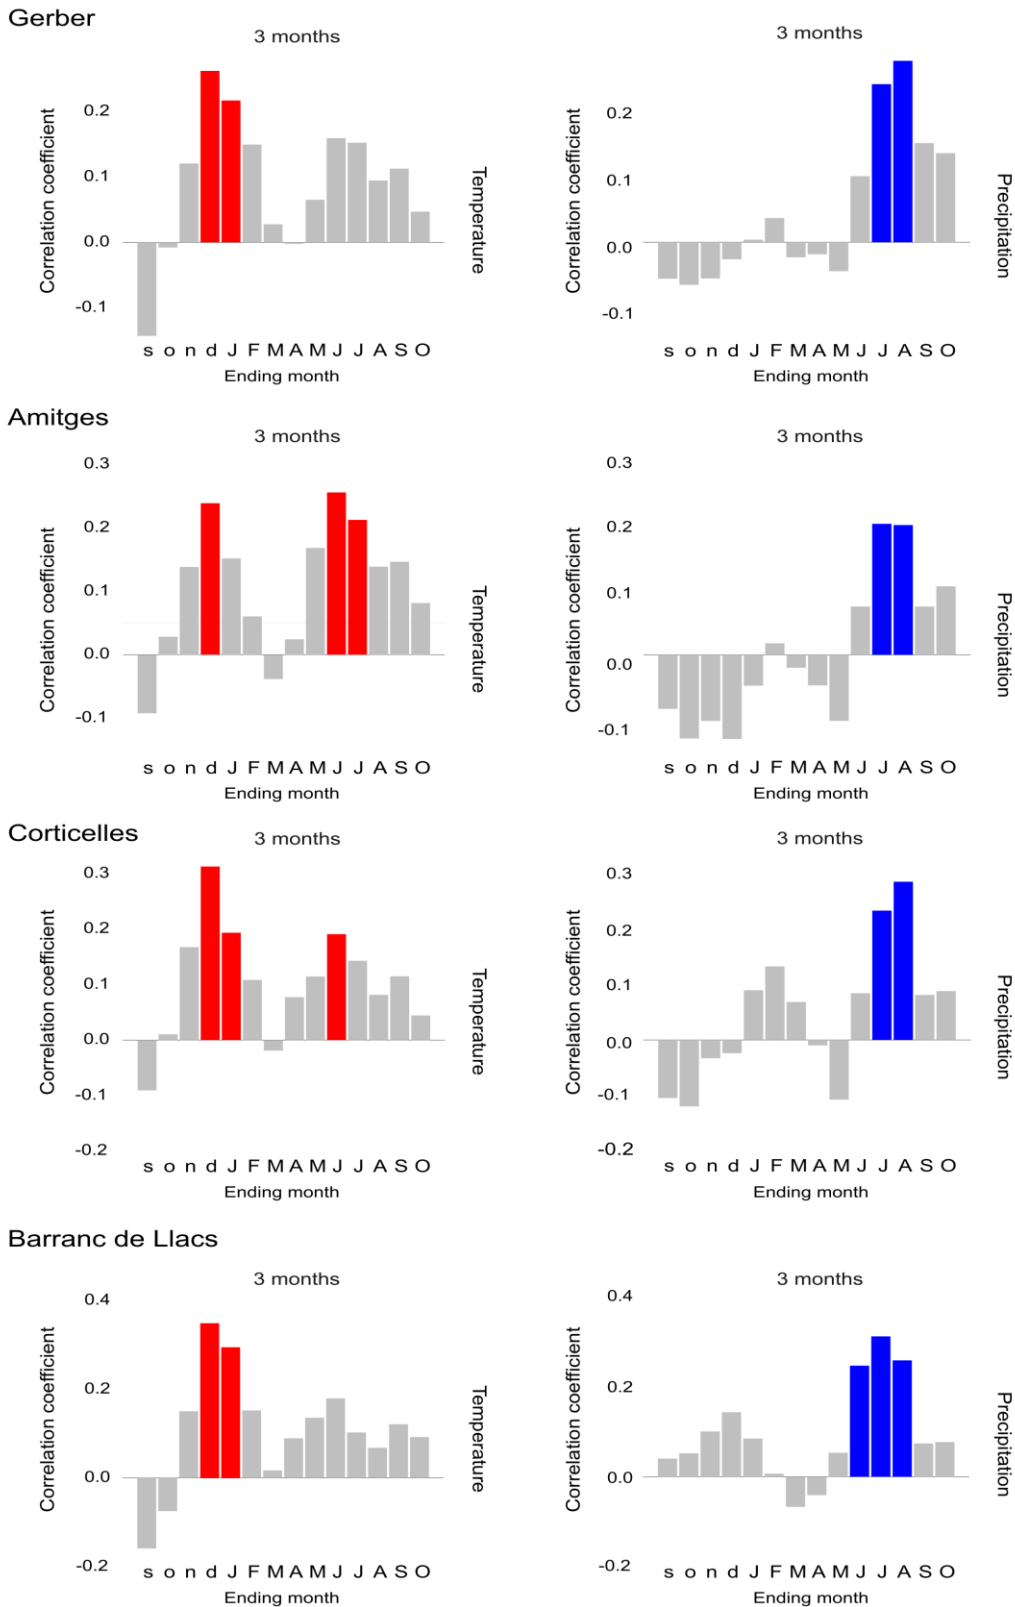 Gerber
3 months
0.2
0.1
0.0
-0.1
Correlation coefficient
Temperature
s o n d J F M A M J J A S O
Ending month
3 months
0.2
0.1
0.0
-0.1
Correlation coefficient
Precipitation
s o n d J F M A M J J A S O
Ending month
Amitges
3 months
0.3
0.2
0.1
0.0
-0.1
Correlation coefficient
Temperature
s o n d J F M A M J J A S O
Ending month
3 months
0.3
0.2
0.1
0.0
-0.1
Correlation coefficient
Precipitation
s o n d J F M A M J J A S O
Ending month
Corticelles
3 months
0.3
0.2
0.1
0.0
-0.1
-0.2
Correlation coefficient
Temperature
s o n d J F M A M J J A S O
Ending month
3 months
0.3
0.2
0.1
0.0
-0.1
-0.2
Correlation coefficient
Precipitation
s o n d J F M A M J J A S O
Ending month
Barranc de Llacs
3 months
0.4
0.2
0.0
-0.2
Correlation coefficient
Temperature
s o n d J F M A M J J A S O
Ending month
3 months
0.4
0.2
0.0
-0.2
Correlation coefficient
Precipitation
s o n d J F M A M J J A S O
Ending month